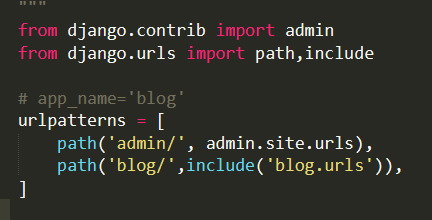 """
from django.contrib import admin
from django.urls import path,include
# app_name='blog'
urlpatterns = [
    path('admin/', admin.site.urls),
    path('blog/',include('blog.urls')),
]